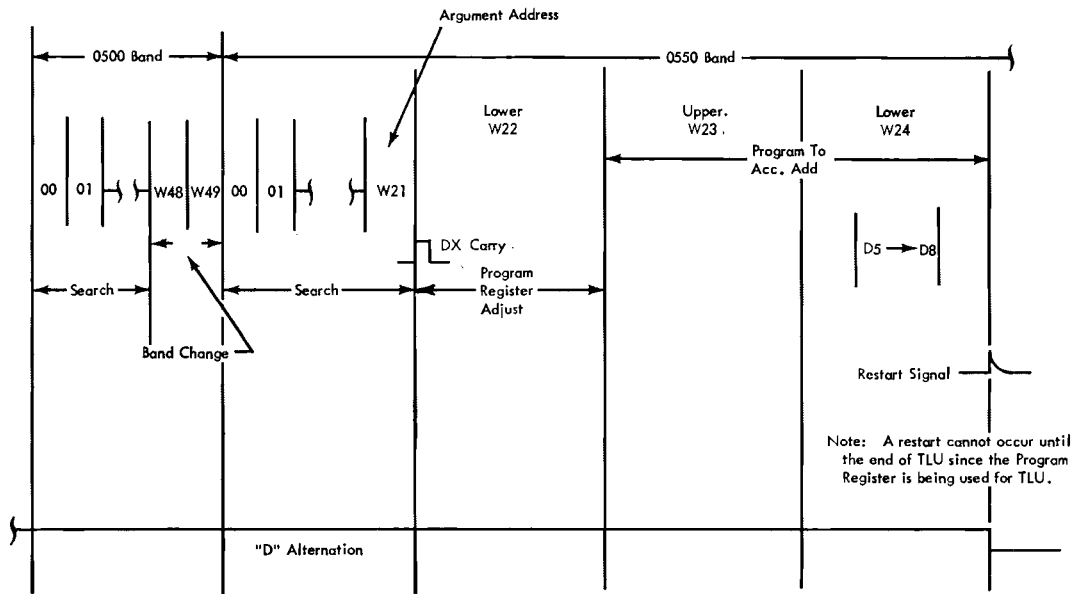 Argument Address
0500 Band
0550 Band
Lower
W22
Upper.
W23
Lower
W24
Program To
Acc. Add
00
01
W48
W49
00
01
W21
DX Carry
D5
D8
Search
Search
Program
Register
Adjust
Band Change
Restart Signal
Note: A restart cannot occur until
the end of TLU since the Program
Register is being used for TLU.
"D" Alternation